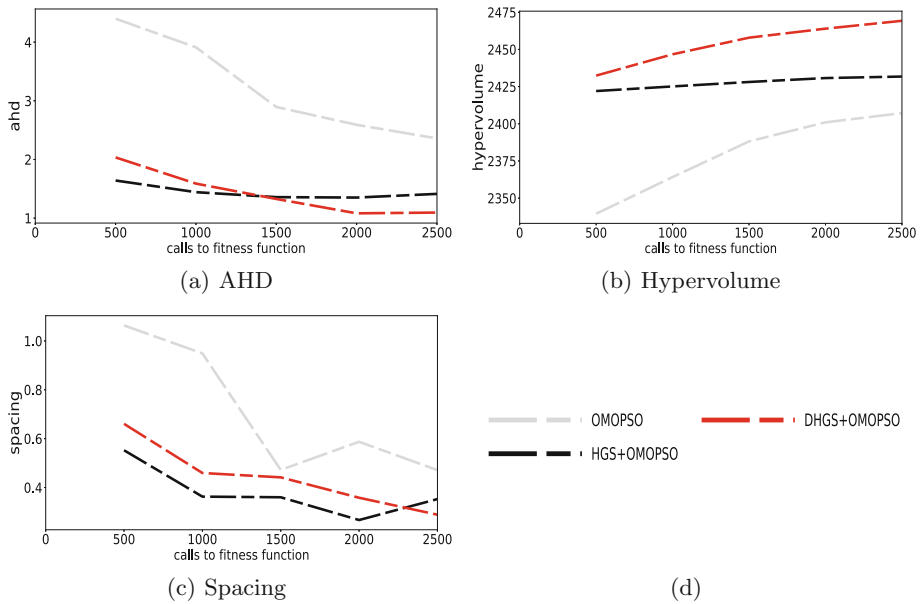 4
2
1
ahd
0 500 1000 1500 2000 2500
calls to fitness function
(a) AHD
2475
2450
2425
2400
2375
2350
hypervolume
0 500 1000 1500 2000 2500
calls to fitness function
(b) Hypervolume
1.0
0.8
0.6
0.4
spacing
0 500 1000 1500 2000 2500
calls to fitness function
(c) Spacing
OMOPSO
HGS+OMOPSO
DHGS+OMOPSO
(d)